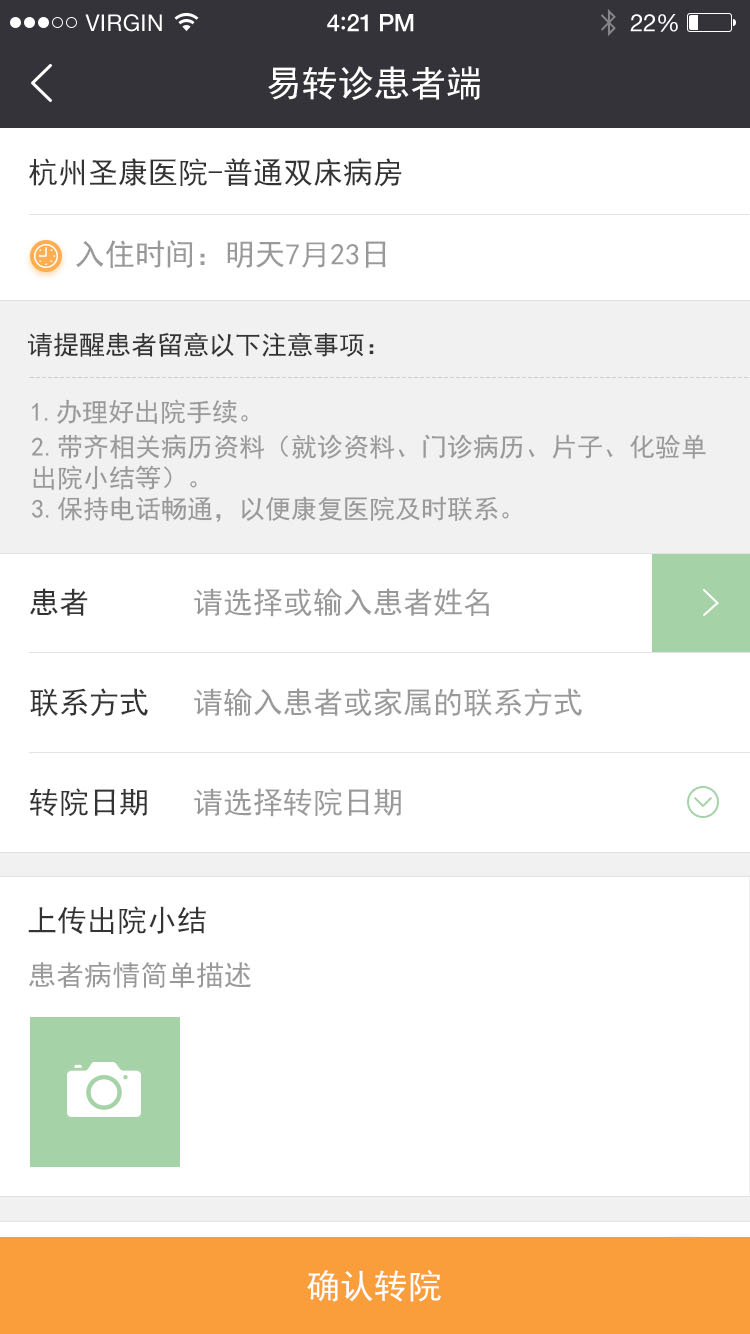 VIRGIN 4:21 PM 22%
易转诊患者端
杭州圣康医院-普通双床病房
入住时间：明天7月23日
请提醒患者留意以下注意事项：
1. 办理好出院手续。
2. 带齐相关病历资料（就诊资料、门诊病历、片子、化验单
出院小结等）。
3. 保持电话畅通，以便康复医院及时联系。
患者 请选择或输入患者姓名
联系方式 请输入患者或家属的联系方式
转院日期 请选择转院日期
上传出院小结
患者病情简单描述
确认转院